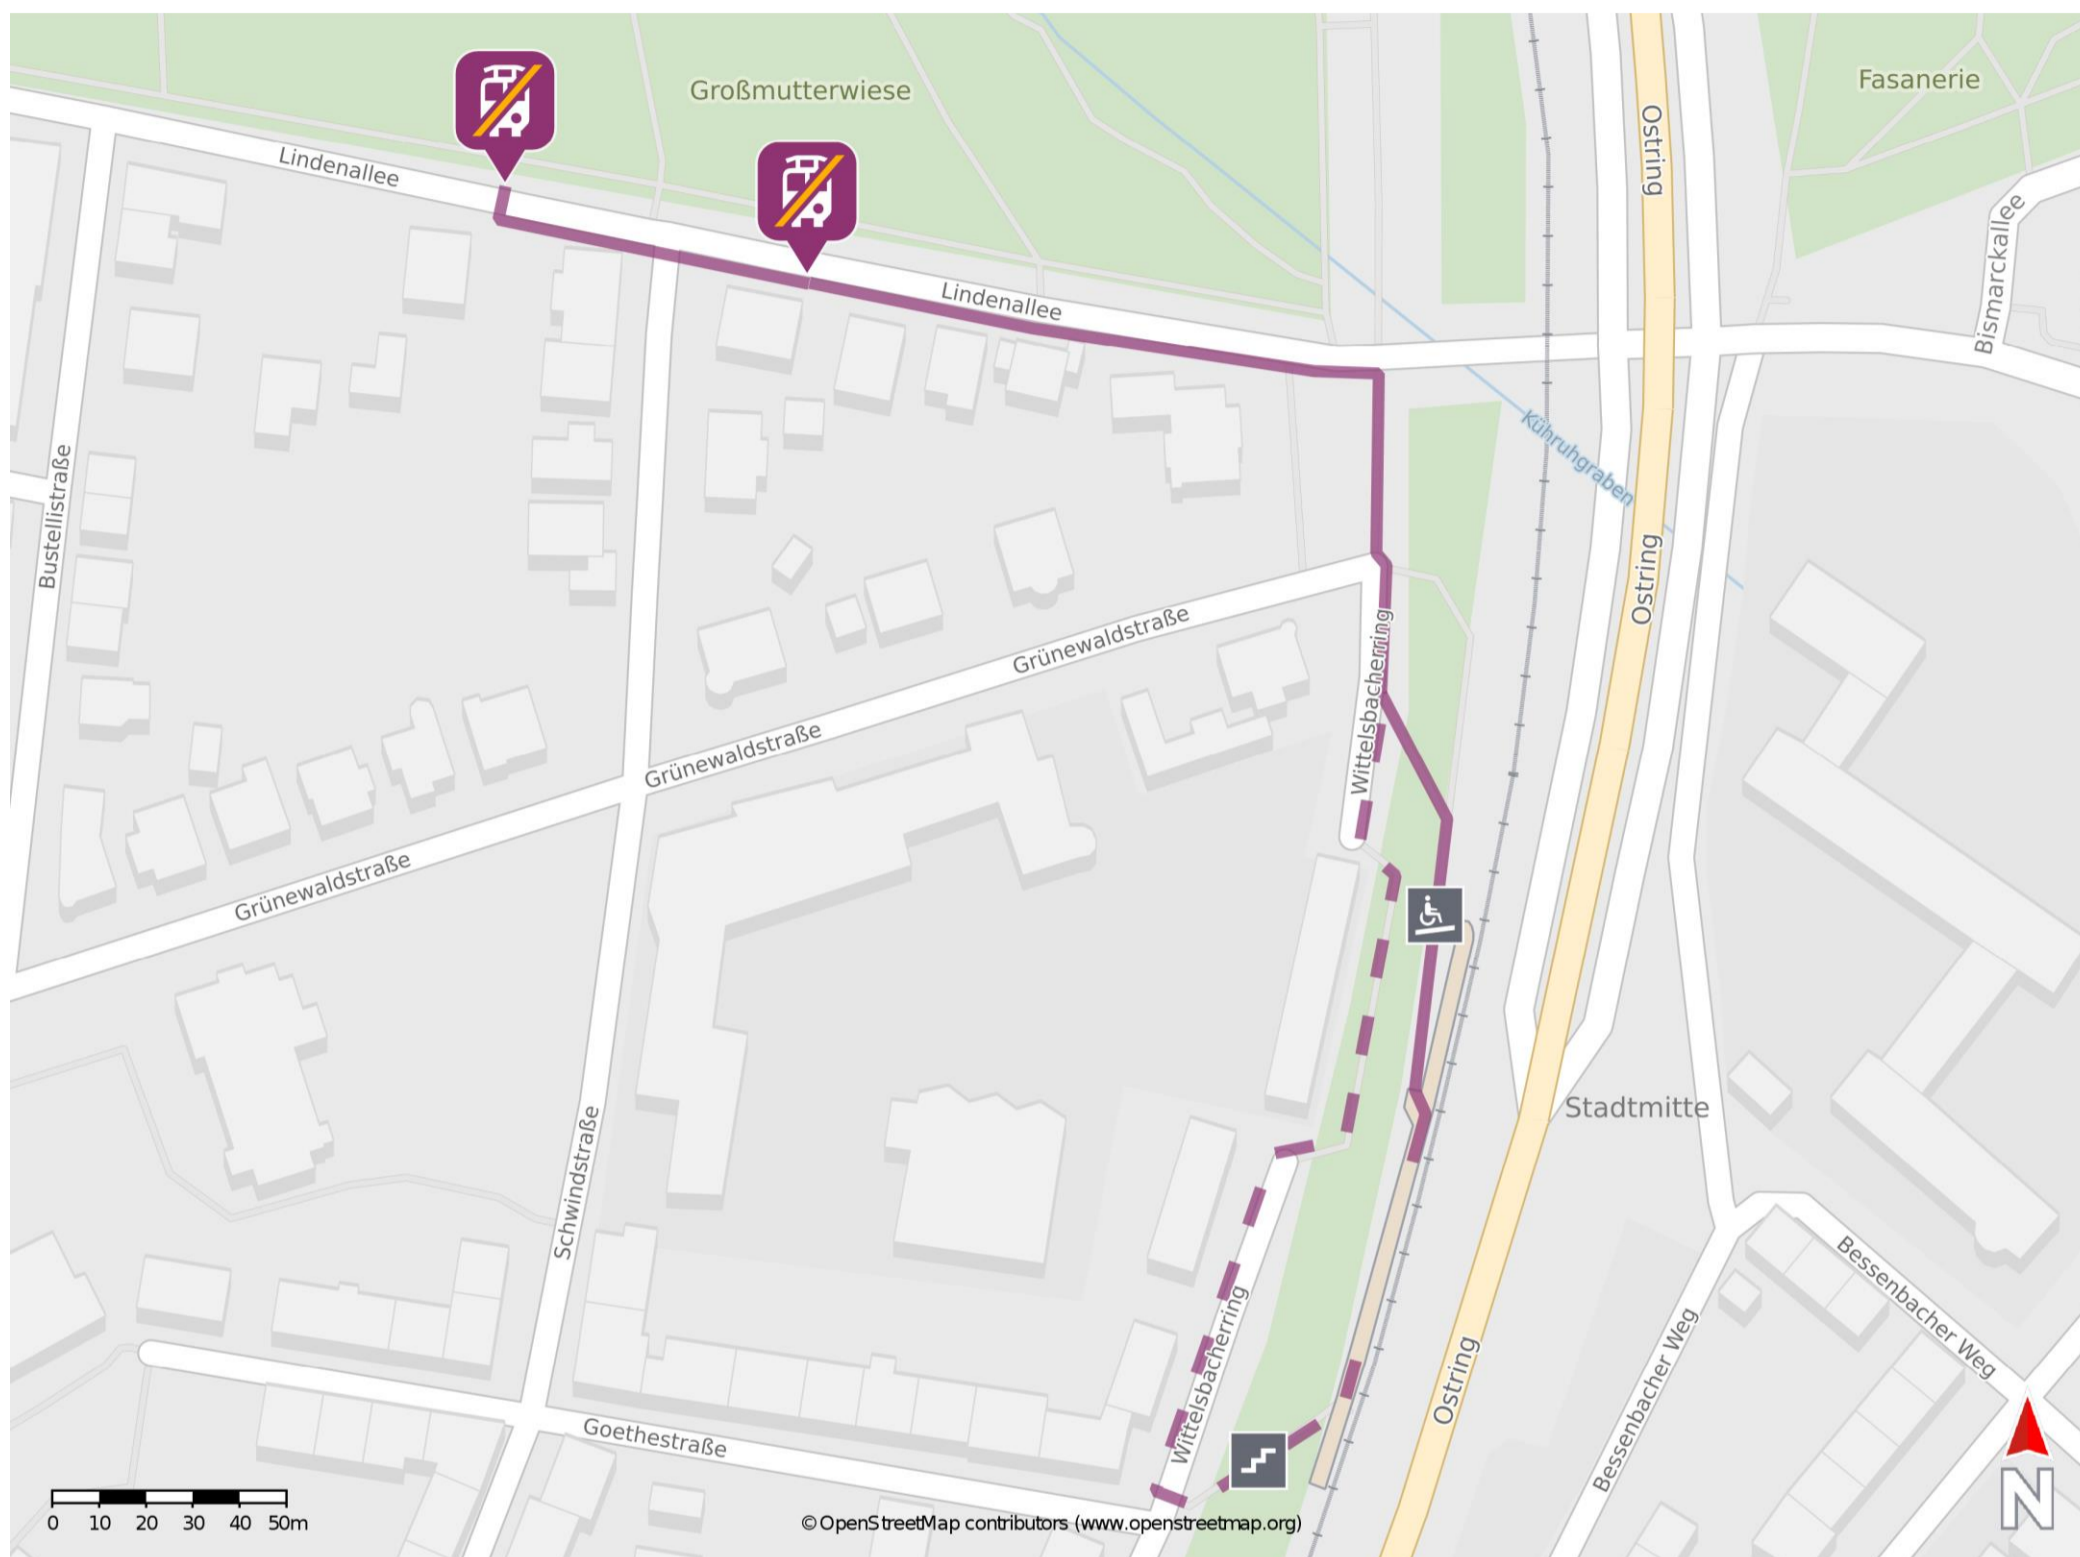 Großmutterwiese
Fasanerie
Ostring
Lindenallee
Bismarckallee
Lindenallee
Kühruhgraben
Bustellistraße
Ostring
Grünewaldstraße
Wittelsbacherring
Grünewaldstraße
Grünewaldstraße
Stadtmitte
Schwindstraße
Bessenbacher Weg
Wittelsbacherring
Ostring
Bessenbacher Weg
Goethestraße
N
0 10 20 30 40 50m
© OpenStreetMap contributors (www.openstreetmap.org)